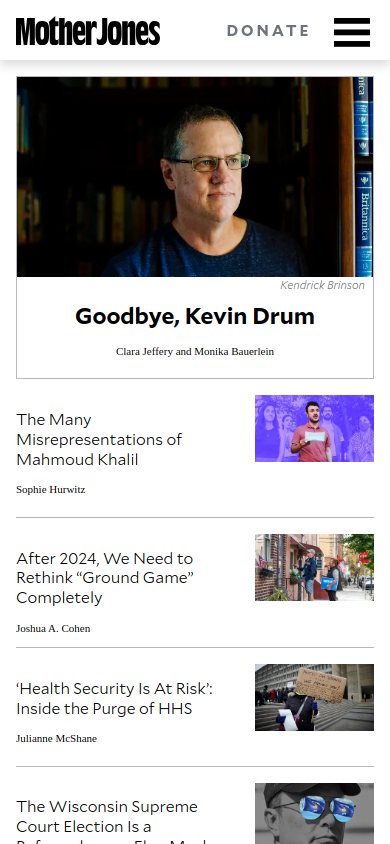 Mother Jones
DONATE
Britannica
Kendrick Brinson
Goodbye, Kevin Drum
Clara Jeffery and Monika Bauerlein
The Many
Misrepresentations of
Mahmoud Khalil
Sophie Hurwitz
After 2024, We Need to
Rethink “Ground Game”
Completely
Joshua A. Cohen
‘Health Security Is At Risk’:
Inside the Purge of HHS
Julianne McShane
The Wisconsin Supreme
Court Election Is a